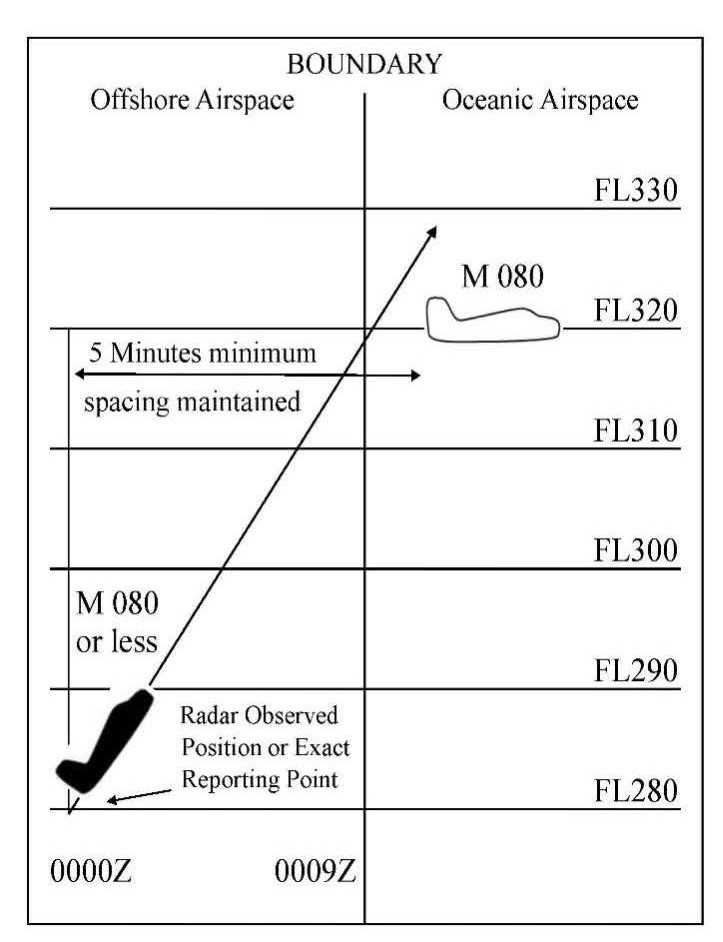 BOUNDARY
Offshore Airspace
Oceanic Airspace
FL330
M 080
FL320
5 Minutes minimum
spacing maintained
FL310
FL300
M 080
or less
FL290
Radar Observed
Position or Exact
Reporting Point
FL280
0000Z
0009Z